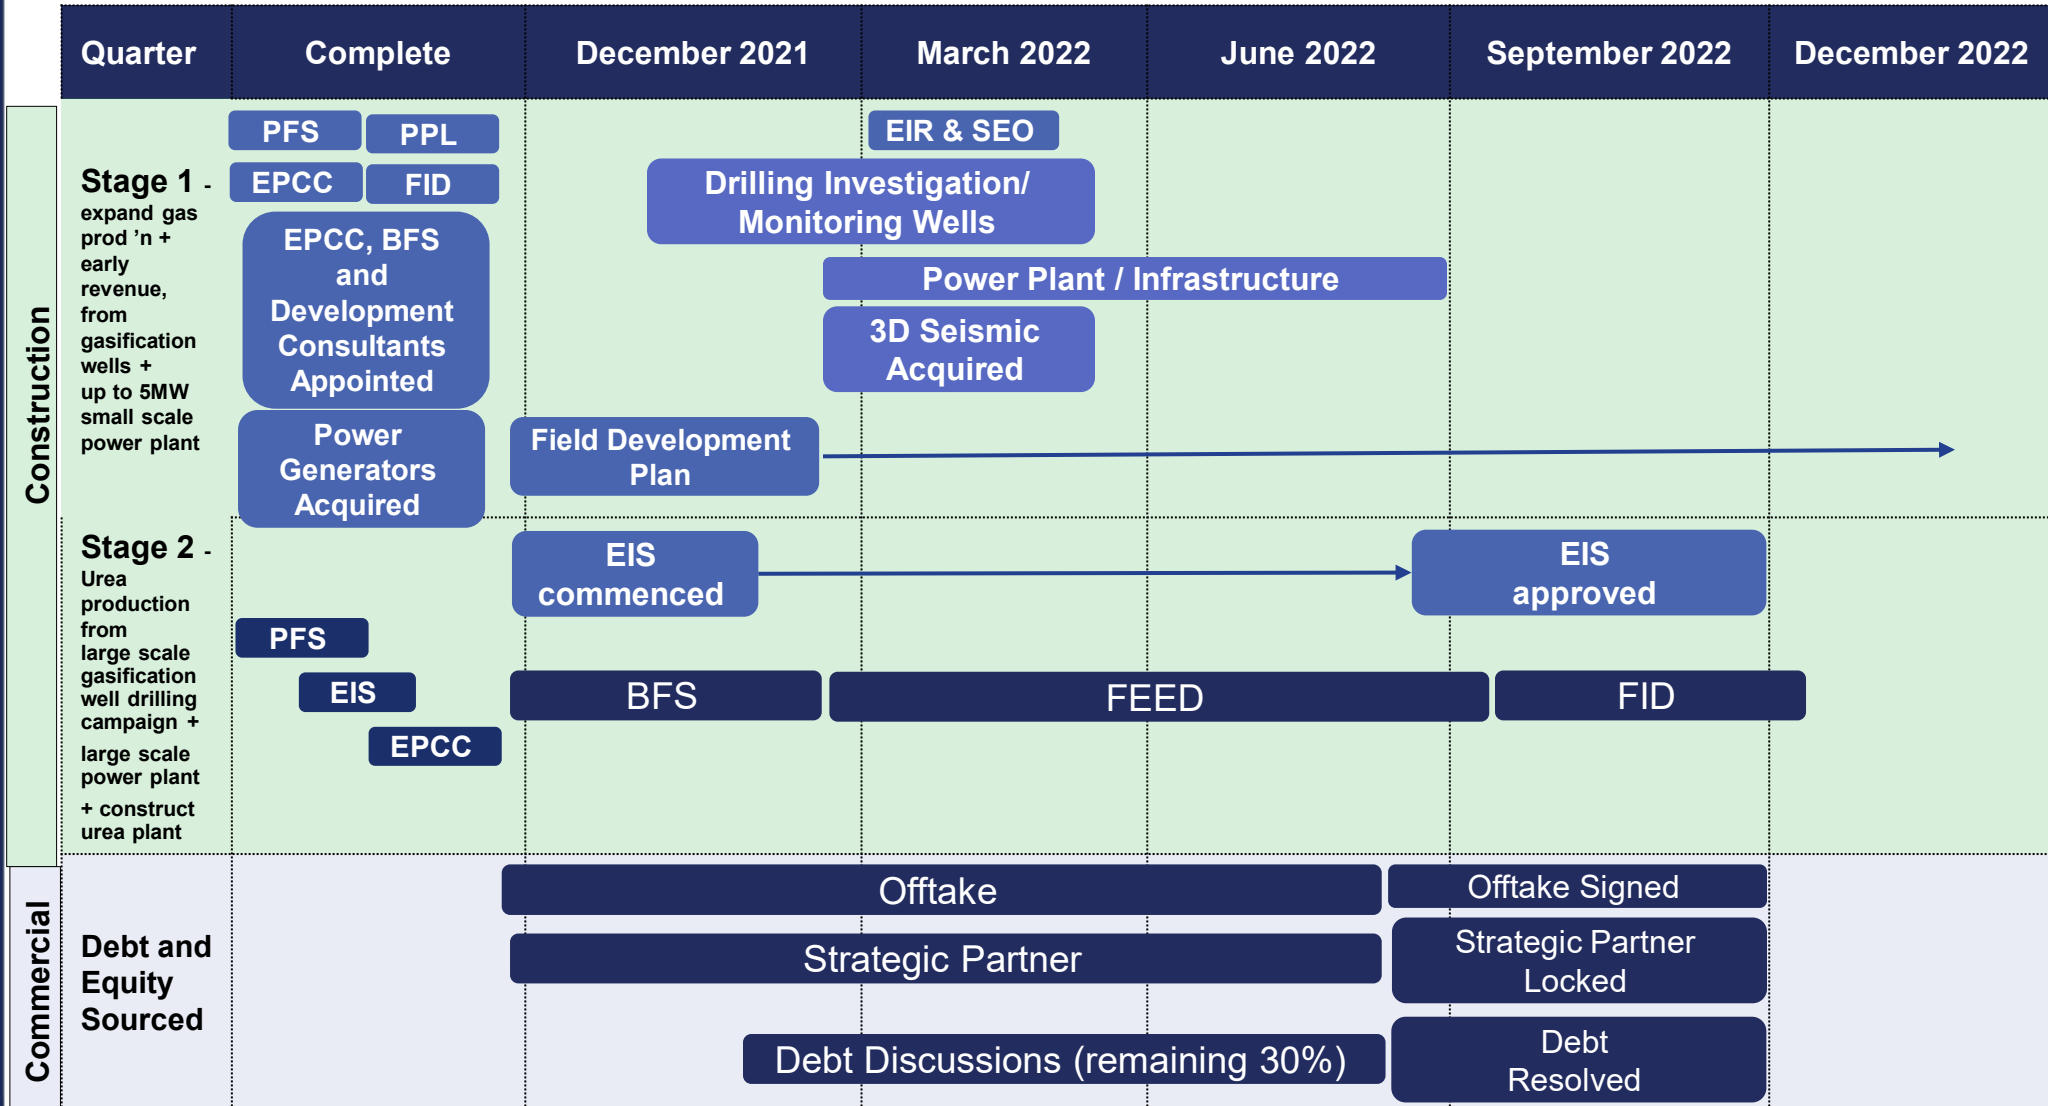 Quarter
Complete
December 2021
March 2022
June 2022
September 2022
December 2022
Construction
Stage 1 -
expand gas
prod ’n +
early
revenue,
from
gasification
wells +
up to 5MW
small scale
power plant
PFS
PPL
EPCC
FID
EPCC, BFS
and
Development
Consultants
Appointed
Power
Generators
Acquired
EIR & SEO
Drilling Investigation/
Monitoring Wells
Power Plant / Infrastructure
3D Seismic
Acquired
Field Development
Plan
Stage 2 -
Urea
production
from
large scale
gasification
well drilling
campaign +
large scale
power plant
+ construct
urea plant
EIS
commenced
EIS
approved
PFS
EIS
EPCC
BFS
FEED
FID
Commercial
Debt and
Equity
Sourced
Offtake
Offtake Signed
Strategic Partner
Strategic Partner
Locked
Debt Discussions (remaining 30%)
Debt
Resolved